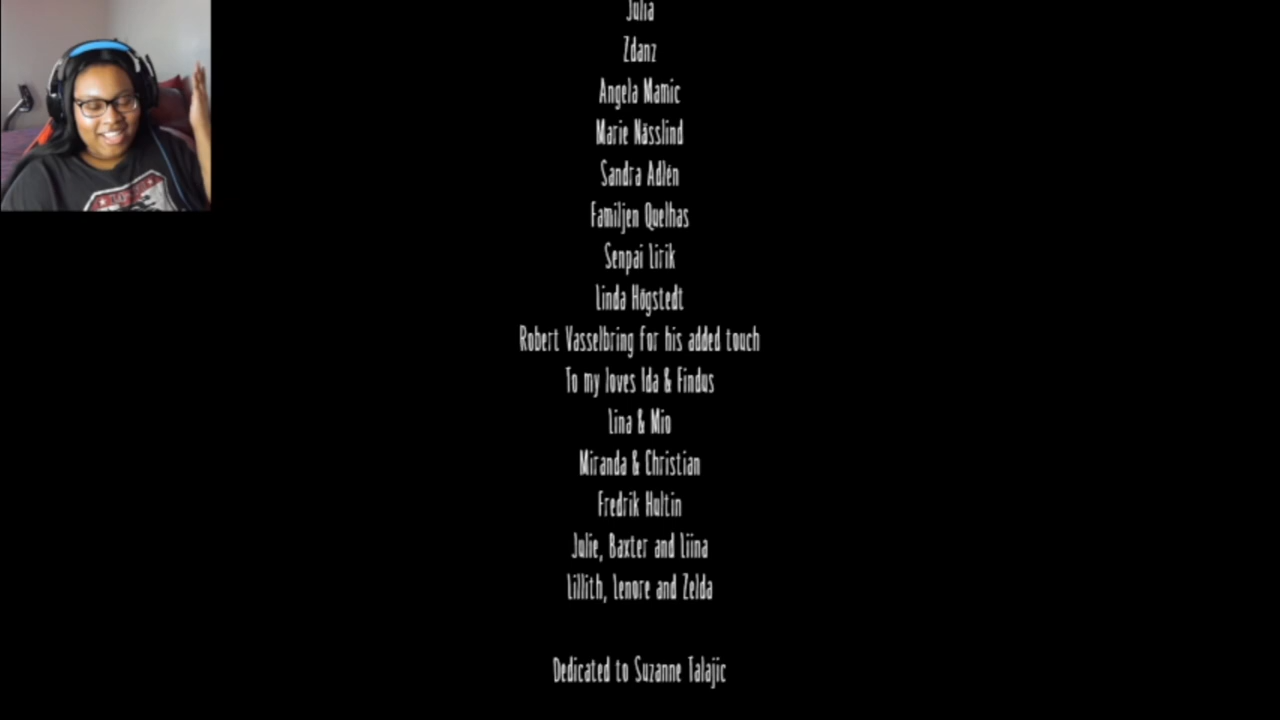 Julia
Zdanz
Angela Mamic
Marie Nässlind
Sandra Adlén
Familjen Quelhas
Senpai Lirik
Linda Högstedt
Robert Vasselbring for his added touch
To my loves Ida & Findus
Lina & Mio
Miranda & Christian
Fredrik Hultin
Julie, Baxter and Liina
Lillith, Lenore and Zelda
Dedicated to Suzanne Talajic